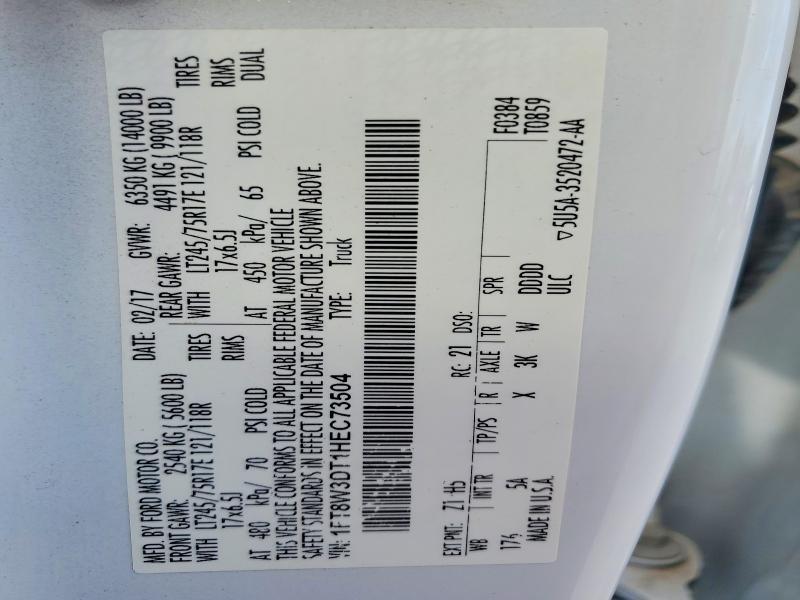 MFD. BY FORD MOTOR CO.
DATE: 02/17 GVWR: 6350 KG (14000 LB)
FRONT GAWR: 2540 KG (5600 LB) REAR GAWR: 4491 KG (9900 LB)
WITH LT245/75R17E 121/118R TIRES WITH LT245/75R17E 121/118R TIRES
17x6.5J RIMS 17x6.5J RIMS
AT 480 kPa/ 70 PSI COLD AT 450 kPa/ 65 PSI COLD DUAL
THIS VEHICLE CONFORMS TO ALL APPLICABLE FEDERAL MOTOR VEHICLE
SAFETY STANDARDS IN EFFECT ON THE DATE OF MANUFACTURE SHOWN ABOVE.
VIN: 1FT8W3DT1HEC73504 TYPE: Truck
F0384
T0859
EXT PNT: Z1 RC: 21 DSO:
WB INT TR TP/PS R AXLE TR SPR
5A X 3K W DDDD
ULC
MADE IN U.S.A. ▽5U5A-3520472-AA